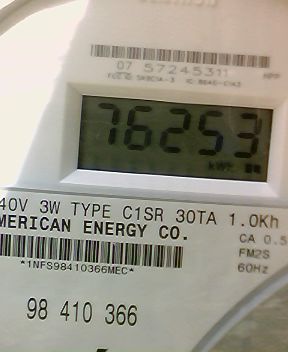 07 57245311
76253
kWh
40V 3W TYPE C1SR 30TA 1.0Kh
MERICAN ENERGY CO.
CA 0.5
*1NFS98410366MEC*
FM2S
60Hz
98 410 366